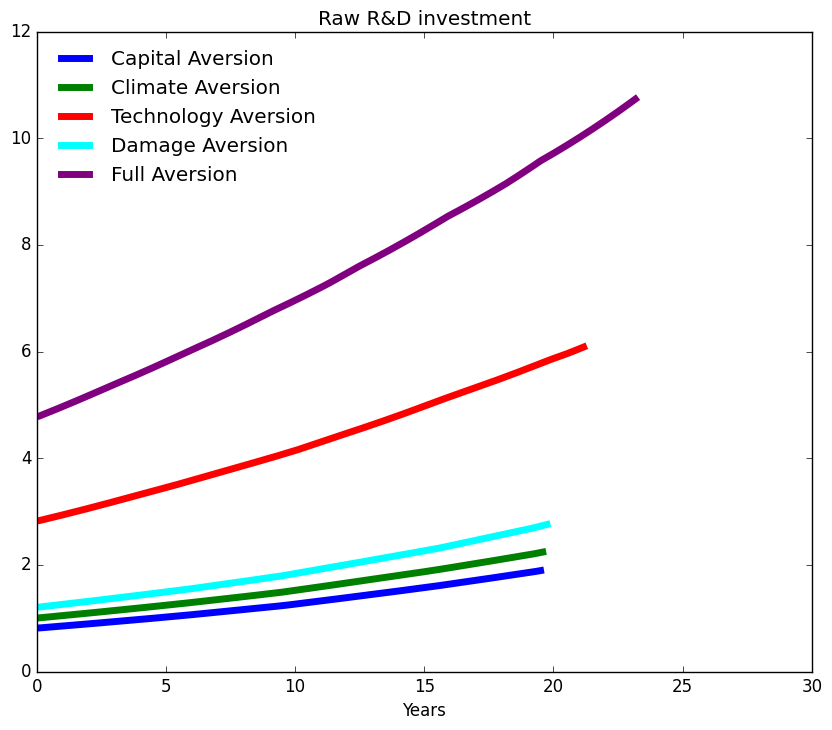 Raw R&D investment
12
10
8
6
4
2
0
Capital Aversion
Climate Aversion
Technology Aversion
Damage Aversion
Full Aversion
0 5 10 15 20 25 30
Years